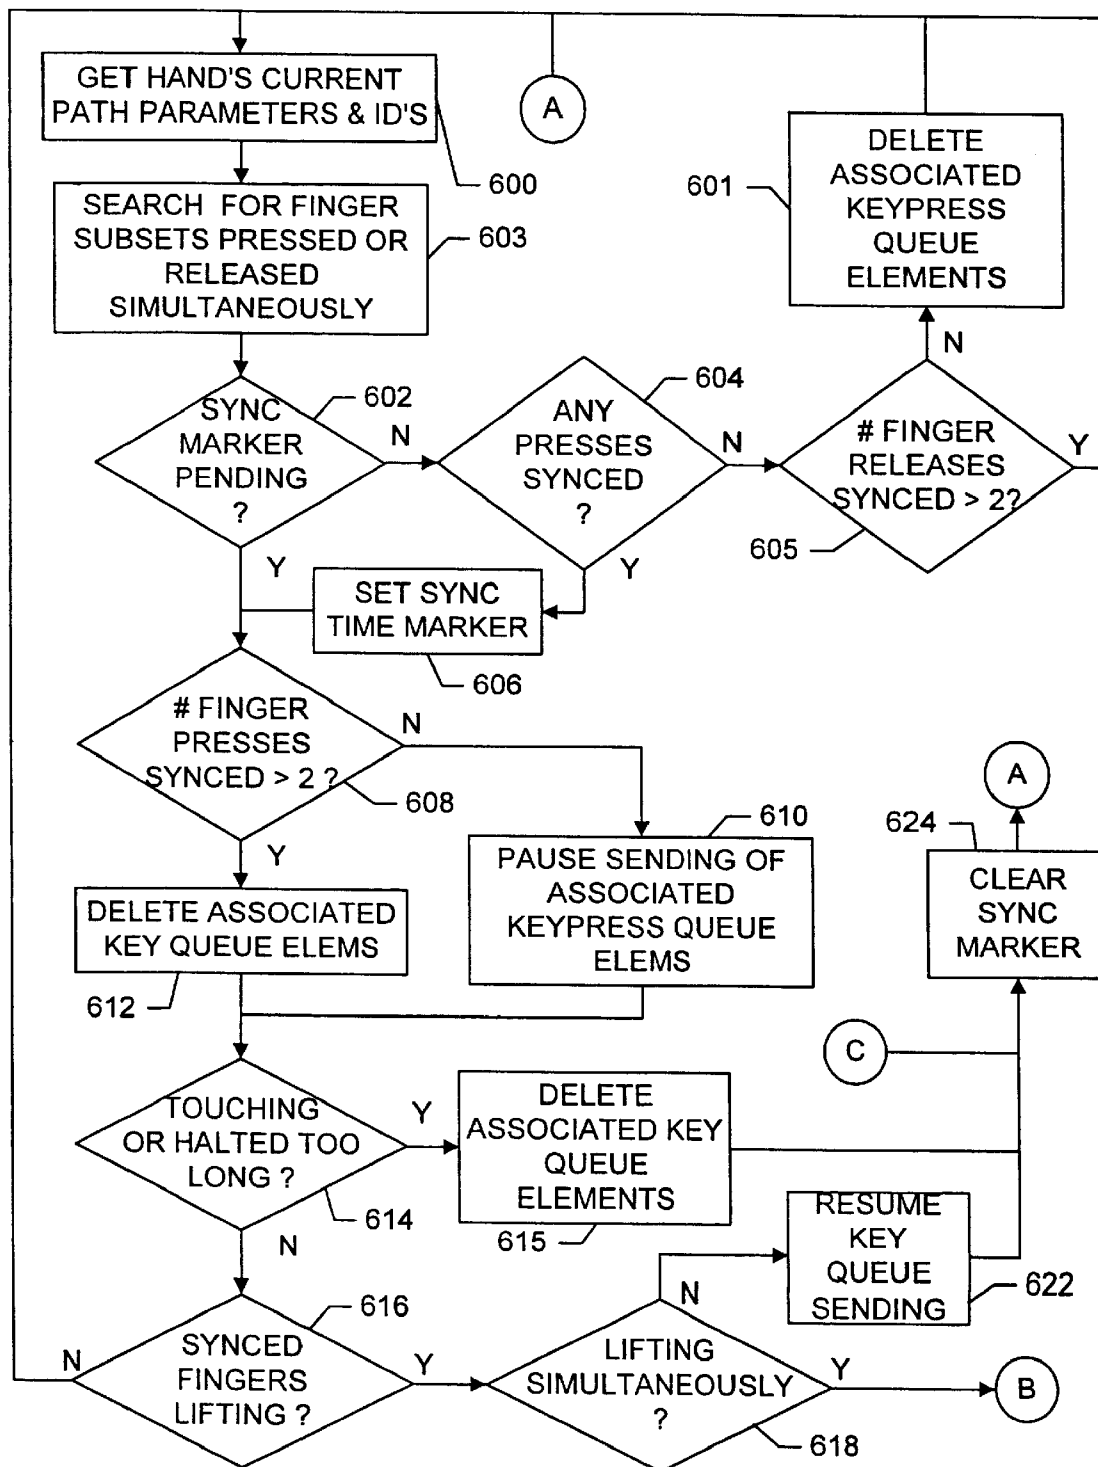 GET HAND'S CURRENT
PATH PARAMETERS & ID'S
600
A
DELETE
ASSOCIATED
KEYPRESS
QUEUE
ELEMENTS
601
SEARCH FOR FINGER
SUBSETS PRESSED OR
RELEASED
SIMULTANEOUSLY
603
SYNC
MARKER
PENDING
?
602
N
Y
ANY
PRESSES
SYNCED
?
604
N
Y
# FINGER
RELEASES
SYNCED > 2?
605
N
Y
SET SYNC
TIME MARKER
606
# FINGER
PRESSES
SYNCED > 2 ?
608
N
Y
610
PAUSE SENDING OF
ASSOCIATED
KEYPRESS QUEUE
ELEMS
DELETE ASSOCIATED
KEY QUEUE ELEMS
612
A
624
CLEAR
SYNC
MARKER
C
TOUCHING
OR HALTED TOO
LONG ?
614
Y
N
DELETE
ASSOCIATED KEY
QUEUE
ELEMENTS
615
RESUME
KEY
QUEUE
SENDING
622
SYNCED
FINGERS
LIFTING ?
616
N
Y
LIFTING
SIMULTANEOUSLY
?
618
N
Y
B